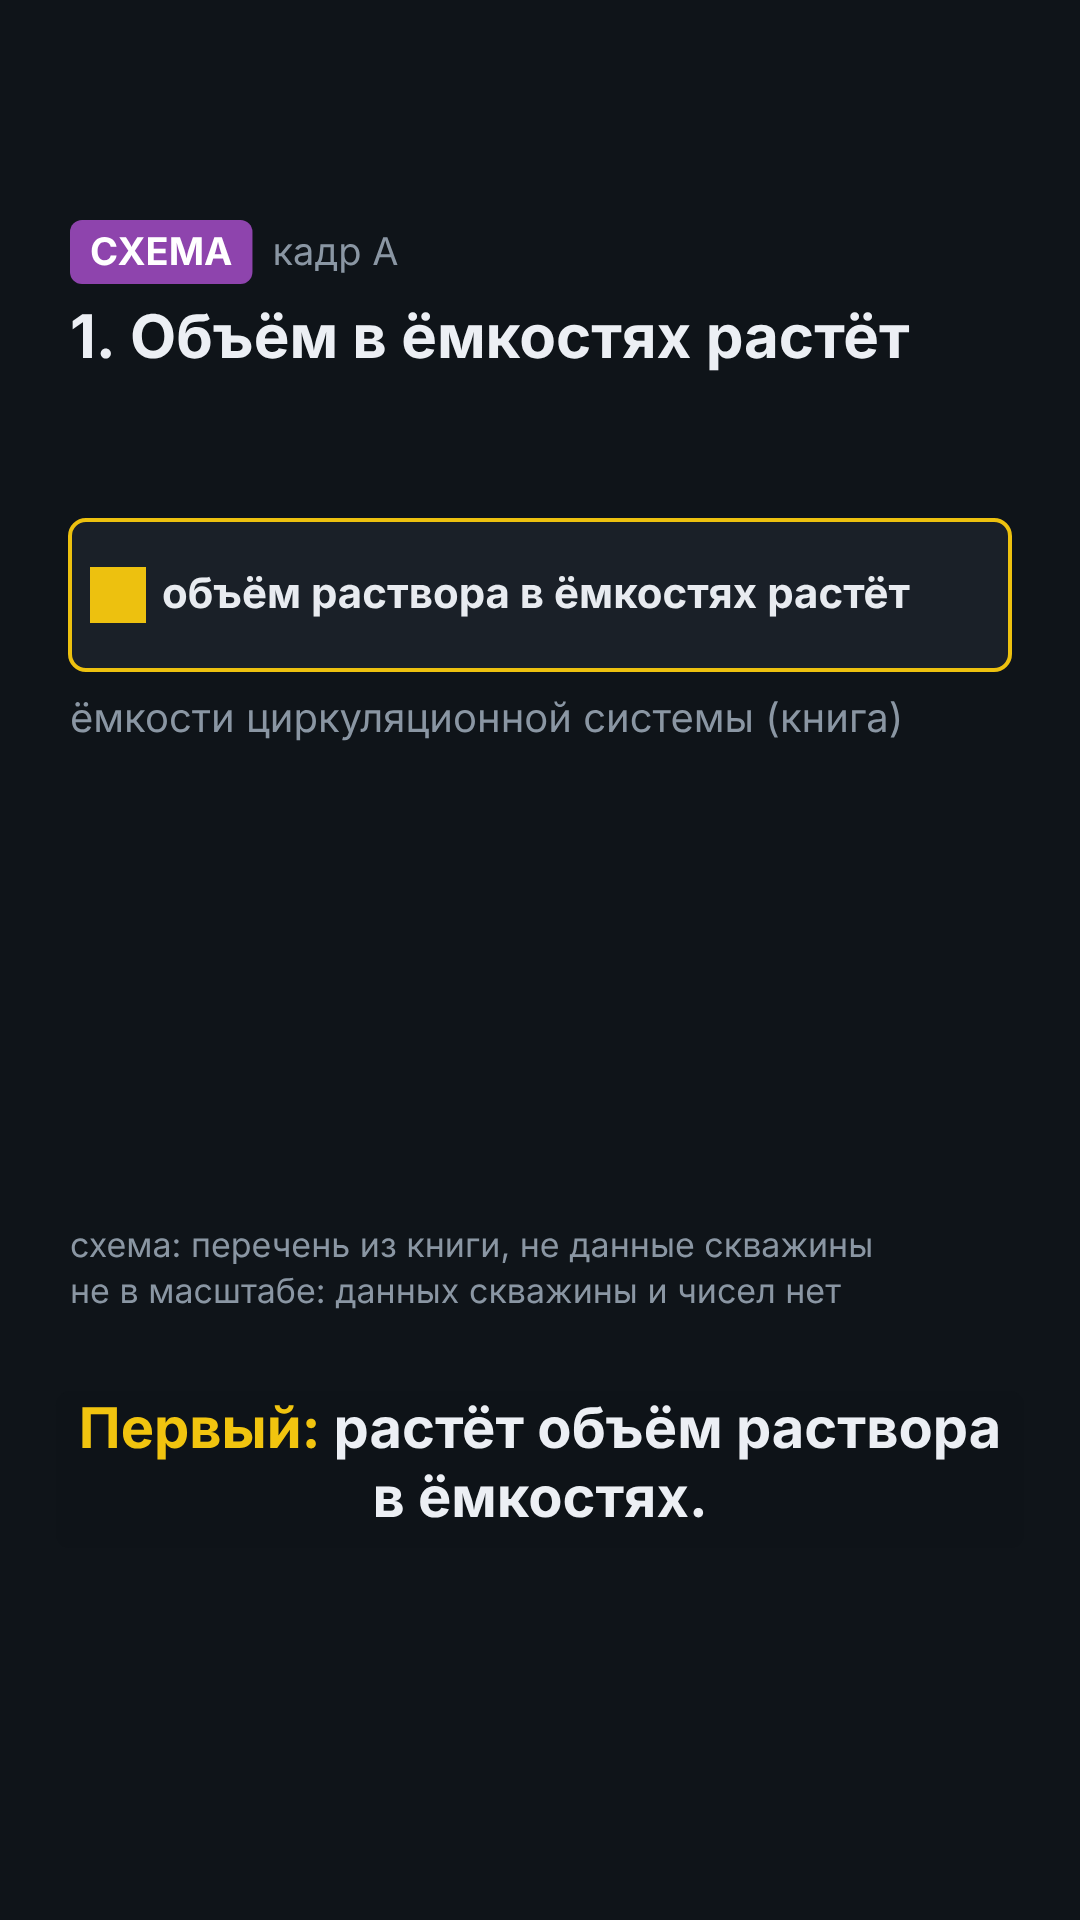 СХЕМА кадр А
1. Объём в ёмкостях растёт
объём раствора в ёмкостях растёт
ёмкости циркуляционной системы (книга)
схема: перечень из книги, не данные скважины
не в масштабе: данных скважины и чисел нет
Первый: растёт объём раствора
в ёмкостях.